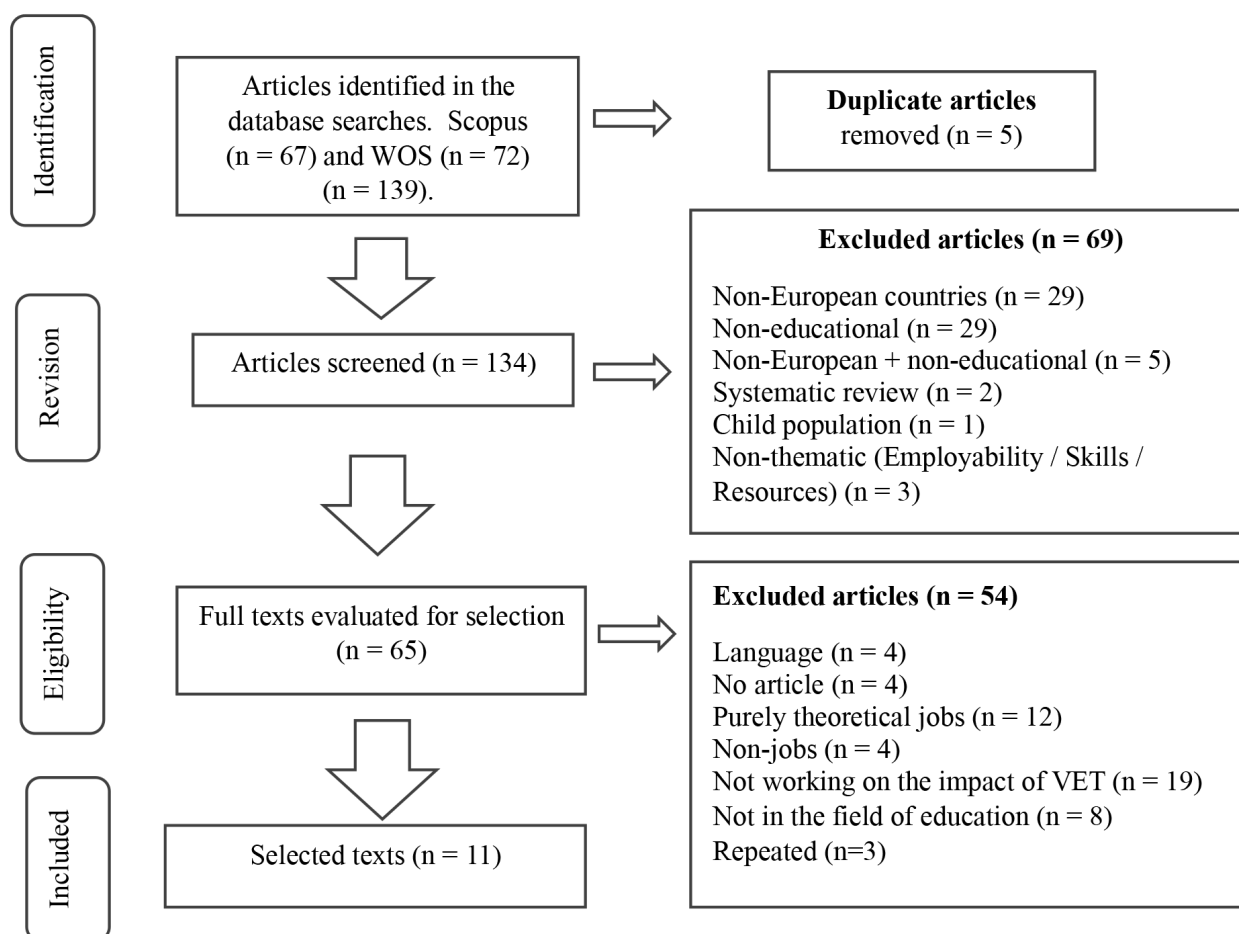 Identification
Articles identified in the
database searches. Scopus
(n = 67) and WOS (n = 72)
(n = 139).
Duplicate articles
removed (n = 5)
Revision
Articles screened (n = 134)
Excluded articles (n = 69)
Non-European countries (n = 29)
Non-educational (n = 29)
Non-European + non-educational (n = 5)
Systematic review (n = 2)
Child population (n = 1)
Non-thematic (Employability / Skills /
Resources) (n = 3)
Eligibility
Full texts evaluated for selection
(n = 65)
Excluded articles (n = 54)
Language (n = 4)
No article (n = 4)
Purely theoretical jobs (n = 12)
Non-jobs (n = 4)
Not working on the impact of VET (n = 19)
Not in the field of education (n = 8)
Repeated (n=3)
Included
Selected texts (n = 11)